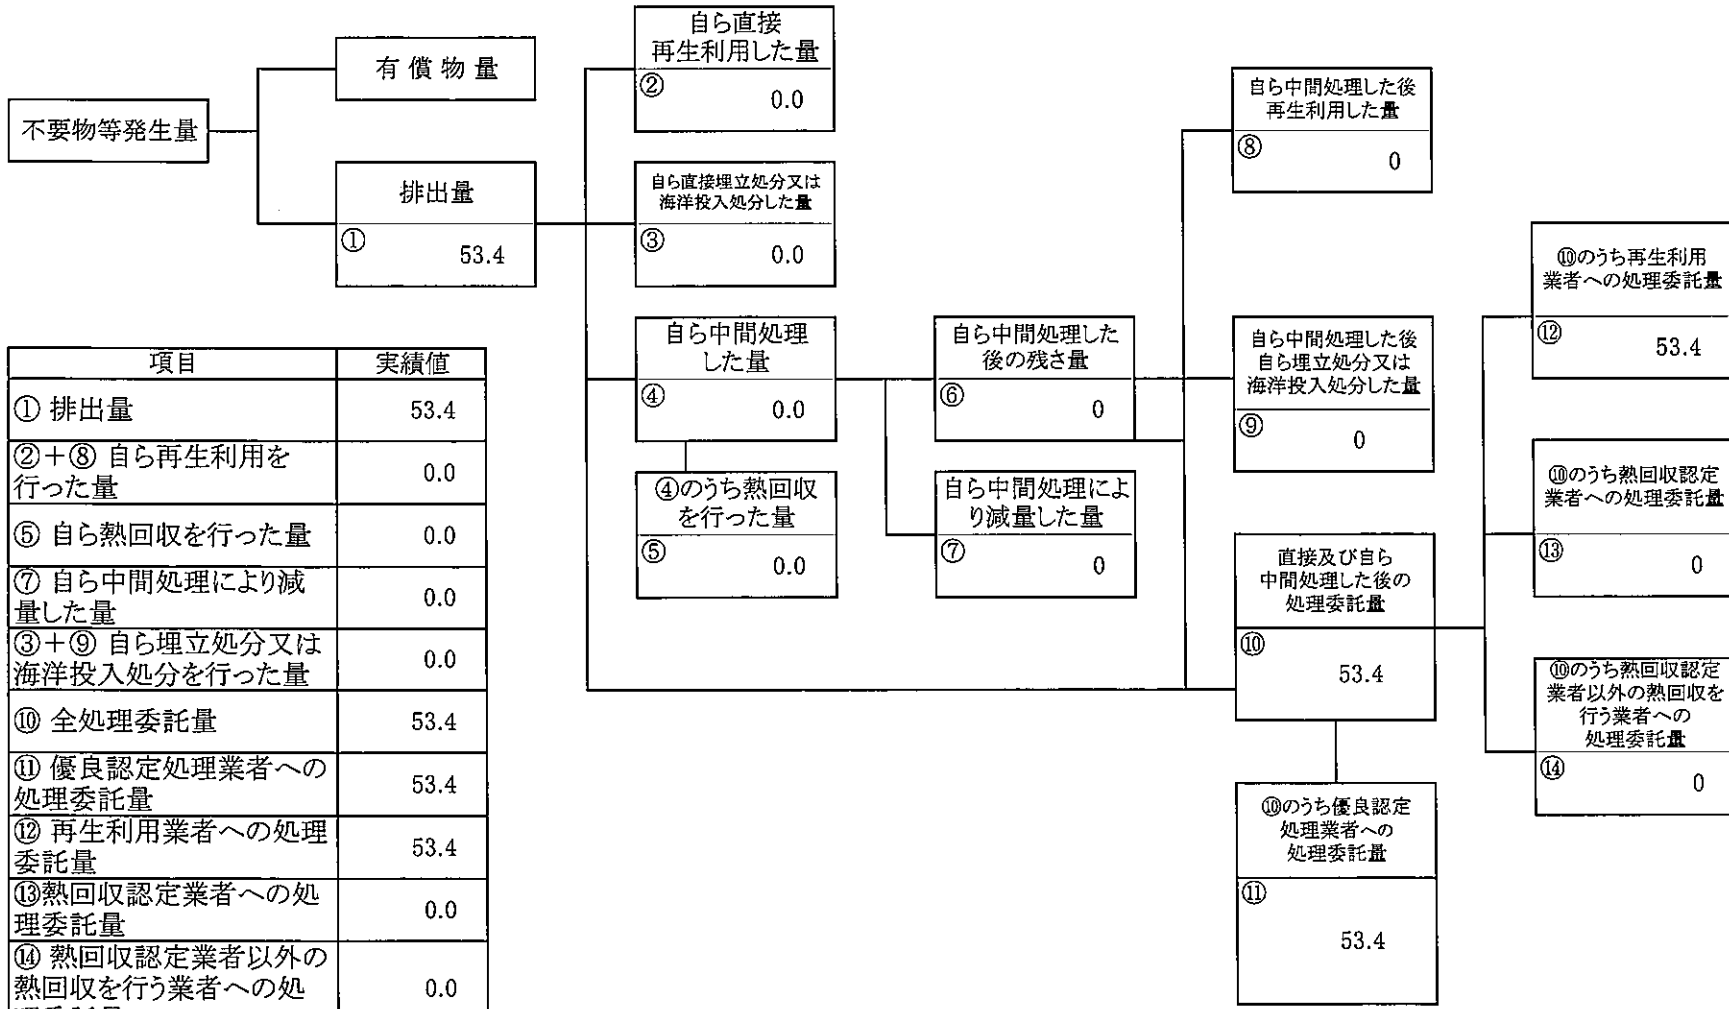 不要物等発生量
有償物量
排出量
①
53.4
自ら直接
再生利用した量
②
0.0
自ら直接埋立処分又は
海洋投入処分した量
③
0.0
自ら中間処理
した量
④
0.0
④のうち熱回収
を行った量
⑤
0.0
自ら中間処理した
後の残さ量
⑥
0
自ら中間処理によ
り減量した量
⑦
0
自ら中間処理した後
再生利用した量
⑧
0
自ら中間処理した後
自ら埋立処分又は
海洋投入処分した量
⑨
0
直接及び自ら
中間処理した後の
処理委託量
⑩
53.4
⑩のうち優良認定
処理業者への
処理委託量
⑪
53.4
⑩のうち再生利用
業者への処理委託量
⑫
53.4
⑩のうち熱回収認定
業者への処理委託量
⑬
0
⑩のうち熱回収認定
業者以外の熱回収を
行う業者への
処理委託量
⑭
0
項目 実績値
① 排出量 53.4
②+⑧ 自ら再生利用を
行った量 0.0
⑤ 自ら熱回収を行った量 0.0
⑦ 自ら中間処理により減
量した量 0.0
③+⑨ 自ら埋立処分又は
海洋投入処分を行った量 0.0
⑩ 全処理委託量 53.4
⑪ 優良認定処理業者への
処理委託量 53.4
⑫ 再生利用業者への処理
委託量 53.4
⑬熱回収認定業者への処
理委託量 0.0
⑭ 熱回収認定業者以外の
熱回収を行う業者への処 0.0